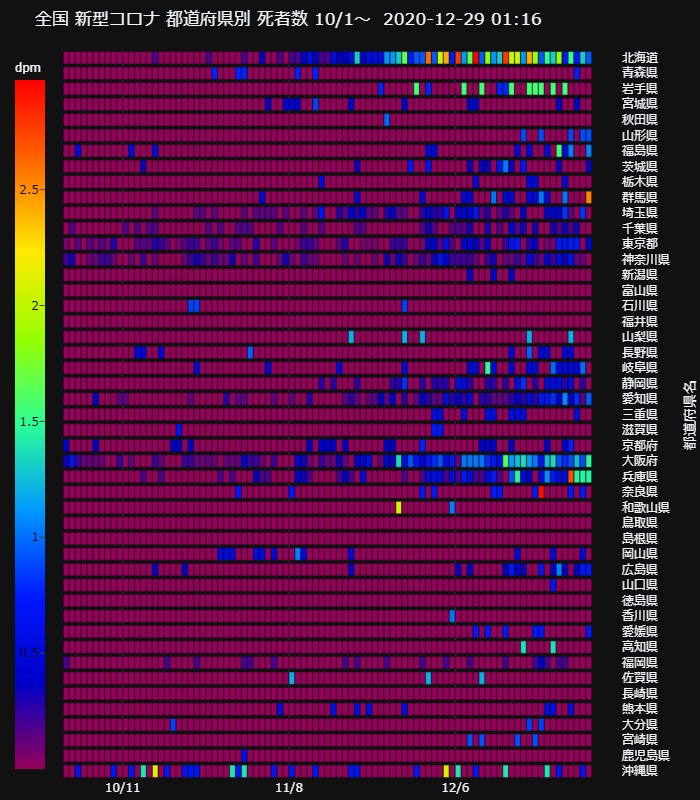 全国 新型コロナ 都道府県別 死者数 10/1～ 2020-12-29 01:16
dpm
2.5
2
1.5
1
0.5
北海道
青森県
岩手県
宮城県
秋田県
山形県
福島県
茨城県
栃木県
群馬県
埼玉県
千葉県
東京都
神奈川県
新潟県
富山県
石川県
福井県
山梨県
長野県
岐阜県
静岡県
愛知県
三重県
滋賀県
京都府
大阪府
兵庫県
奈良県
和歌山県
鳥取県
島根県
岡山県
広島県
山口県
徳島県
香川県
愛媛県
高知県
福岡県
佐賀県
長崎県
熊本県
大分県
宮崎県
鹿児島県
沖縄県
都道府県名
10/11 11/8 12/6